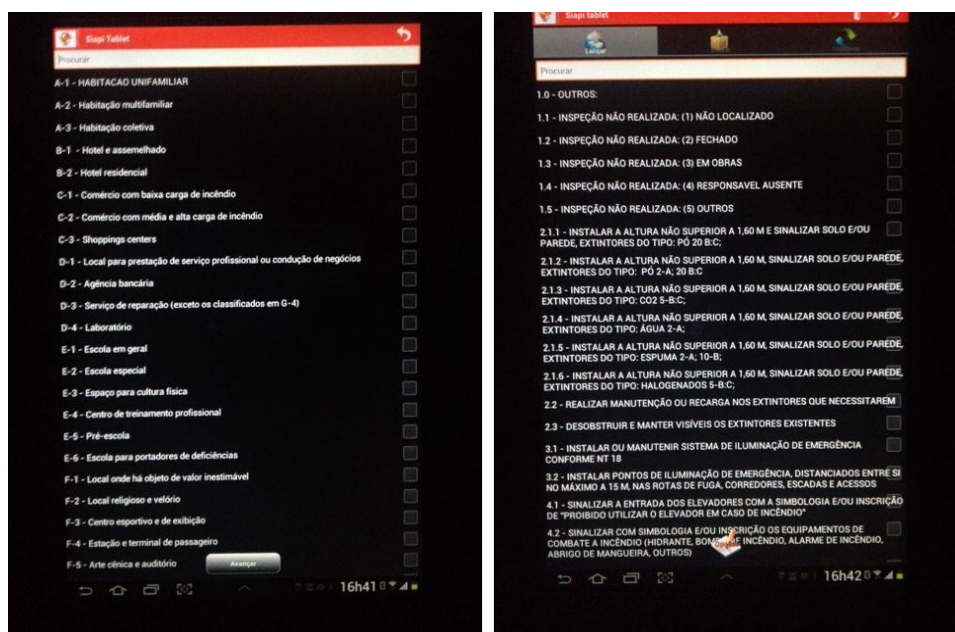 Siapi Tablet
Procurar
A-1 - HABITACAO UNIFAMILIAR
A-2 - Habitação multifamiliar
A-3 - Habitação coletiva
B-1 - Hotel e assemelhado
B-2 - Hotel residencial
C-1 - Comércio com baixa carga de incêndio
C-2 - Comércio com média e alta carga de incêndio
C-3 - Shoppings centers
D-1 - Local para prestação de serviço profissional ou condução de negócios
D-2 - Agência bancária
D-3 - Serviço de reparação (exceto os classificados em G-4)
D-4 - Laboratório
E-1 - Escola em geral
E-2 - Escola especial
E-3 - Espaço para cultura física
E-4 - Centro de treinamento profissional
E-5 - Pré-escola
E-6 - Escola para portadores de deficiências
F-1 - Local onde há objeto de valor inestimável
F-2 - Local religioso e velório
F-3 - Centro esportivo e de exibição
F-4 - Estação e terminal de passageiro
F-5 - Arte cênica e auditório
Avançar
16h41
Siapi tablet
Lançar
Procurar
1.0 - OUTROS:
1.1 - INSPEÇÃO NÃO REALIZADA: (1) NÃO LOCALIZADO
1.2 - INSPEÇÃO NÃO REALIZADA: (2) FECHADO
1.3 - INSPEÇÃO NÃO REALIZADA: (3) EM OBRAS
1.4 - INSPEÇÃO NÃO REALIZADA: (4) RESPONSAVEL AUSENTE
1.5 - INSPEÇÃO NÃO REALIZADA: (5) OUTROS
2.1.1 - INSTALAR A ALTURA NÃO SUPERIOR A 1,60 M E SINALIZAR SOLO E/OU
PAREDE, EXTINTORES DO TIPO: PÓ 20 B:C;
2.1.2 - INSTALAR A ALTURA NÃO SUPERIOR A 1,60 M, SINALIZAR SOLO E/OU PAREDE,
EXTINTORES DO TIPO: PÓ 2-A; 20 B:C
2.1.3 - INSTALAR A ALTURA NÃO SUPERIOR A 1,60 M, SINALIZAR SOLO E/OU PAREDE,
EXTINTORES DO TIPO: CO2 5-B:C;
2.1.4 - INSTALAR A ALTURA NÃO SUPERIOR A 1,60 M, SINALIZAR SOLO E/OU PAREDE,
EXTINTORES DO TIPO: ÁGUA 2-A;
2.1.5 - INSTALAR A ALTURA NÃO SUPERIOR A 1,60 M, SINALIZAR SOLO E/OU PAREDE,
EXTINTORES DO TIPO: ESPUMA 2-A; 10-B;
2.1.6 - INSTALAR A ALTURA NÃO SUPERIOR A 1,60 M, SINALIZAR SOLO E/OU PAREDE,
EXTINTORES DO TIPO: HALOGENADOS 5-B:C;
2.2 - REALIZAR MANUTENÇÃO OU RECARGA NOS EXTINTORES QUE NECESSITAREM
2.3 - DESOBSTRUIR E MANTER VISÍVEIS OS EXTINTORES EXISTENTES
3.1 - INSTALAR OU MANUTENIR SISTEMA DE ILUMINAÇÃO DE EMERGÊNCIA
CONFORME NT 18
3.2 - INSTALAR PONTOS DE ILUMINAÇÃO DE EMERGÊNCIA, DISTANCIADOS ENTRE SI
NO MÁXIMO A 15 M, NAS ROTAS DE FUGA, CORREDORES, ESCADAS E ACESSOS
4.1 - SINALIZAR A ENTRADA DOS ELEVADORES COM A SIMBOLOGIA E/OU INSCRIÇÃO
DE "PROIBIDO UTILIZAR O ELEVADOR EM CASO DE INCÊNDIO"
4.2 - SINALIZAR COM SIMBOLOGIA E/OU INSCRIÇÃO OS EQUIPAMENTOS DE
COMBATE A INCÊNDIO (HIDRANTE, INCÊNDIO, ALARME DE INCÊNDIO,
ABRIGO DE MANGUEIRA, OUTROS)
16h42